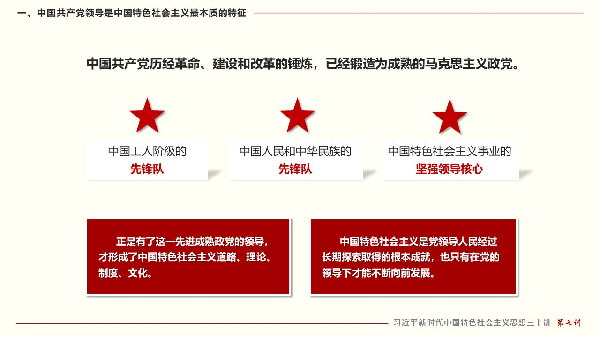 一、中国共产党领导是中国特色社会主义最本质的特征
中国共产党历经革命、建设和改革的锤炼，已经锻造为成熟的马克思主义政党。
中国工人阶级的
先锋队
中国人民和中华民族的
先锋队
中国特色社会主义事业的
坚强领导核心
正是有了这一先进成熟政党的领导，
才形成了中国特色社会主义道路、理论、
制度、文化。
中国特色社会主义是党领导人民经过
长期探索取得的根本成就，也只有在党的
领导下才能不断向前发展。
习近平新时代中国特色社会主义思想三十讲 第七讲